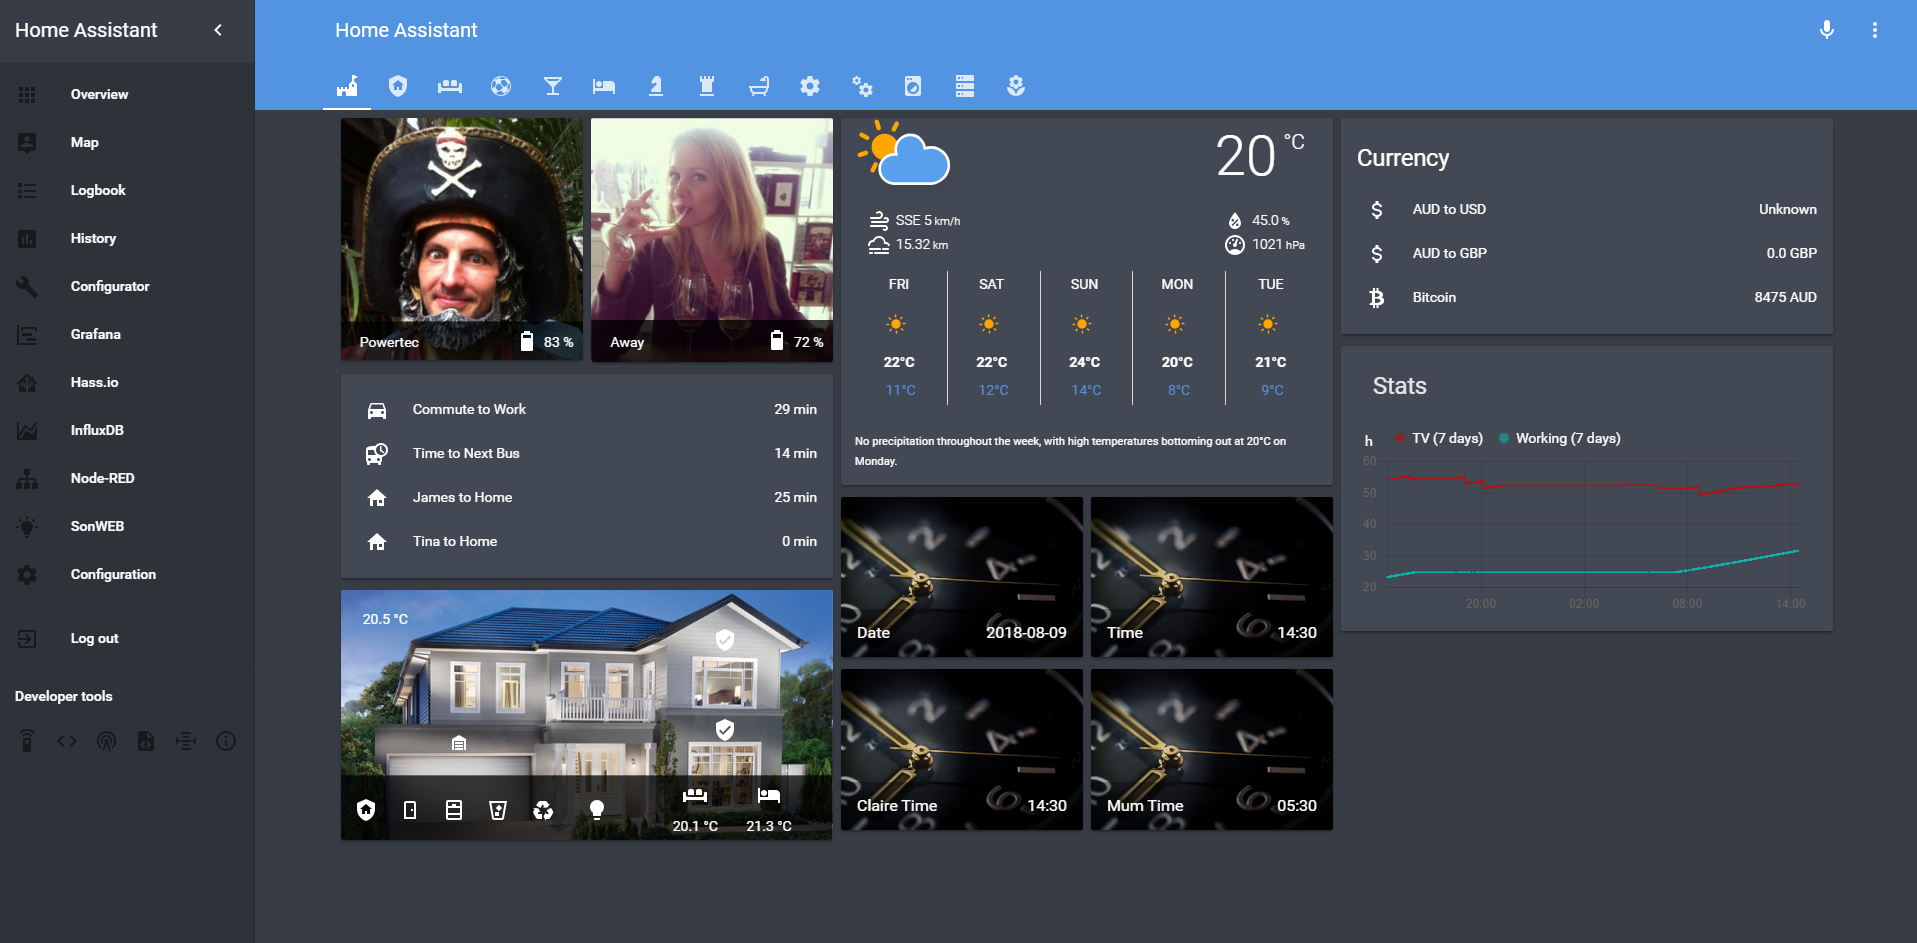 Home Assistant
Overview
Map
Logbook
History
Configurator
Grafana
Hass.io
InfluxDB
Node-RED
SonWEB
Configuration
Log out
Developer tools
Home Assistant
Powertec 83 %
Away 72 %
Commute to Work 29 min
Time to Next Bus 14 min
James to Home 25 min
Tina to Home 0 min
20.5 °C
20.1 °C 21.3 °C
20 °C
SSE 5 km/h 45.0 %
15.32 km 1021 hPa
FRI SAT SUN MON TUE
22°C 22°C 24°C 20°C 21°C
11°C 12°C 14°C 8°C 9°C
No precipitation throughout the week, with high temperatures bottoming out at 20°C on
Monday.
Date 2018-08-09
Time 14:30
Claire Time 14:30
Mum Time 05:30
Currency
AUD to USD Unknown
AUD to GBP 0.0 GBP
Bitcoin 8475 AUD
Stats
h TV (7 days) Working (7 days)
60
50
40
30
20
20:00 02:00 08:00 14:00